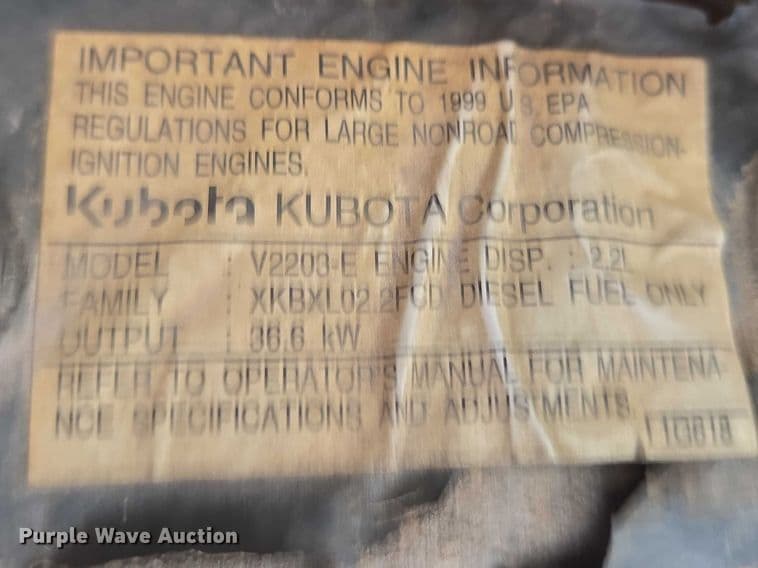 IMPORTANT ENGINE INFORMATION
THIS ENGINE CONFORMS TO 1999 U.S. EPA
REGULATIONS FOR LARGE NONROAD COMPRESSION-
IGNITION ENGINES.
Kubota KUBOTA Corporation
MODEL : V2203-E ENGINE DISP. : 2.2L
FAMILY : XKBXL02.2FCD DIESEL FUEL ONLY
OUTPUT : 36.6 kW
REFER TO OPERATOR'S MANUAL FOR MAINTENA
NCE SPECIFICATIONS AND ADJUSTMENTS.
Purple Wave Auction